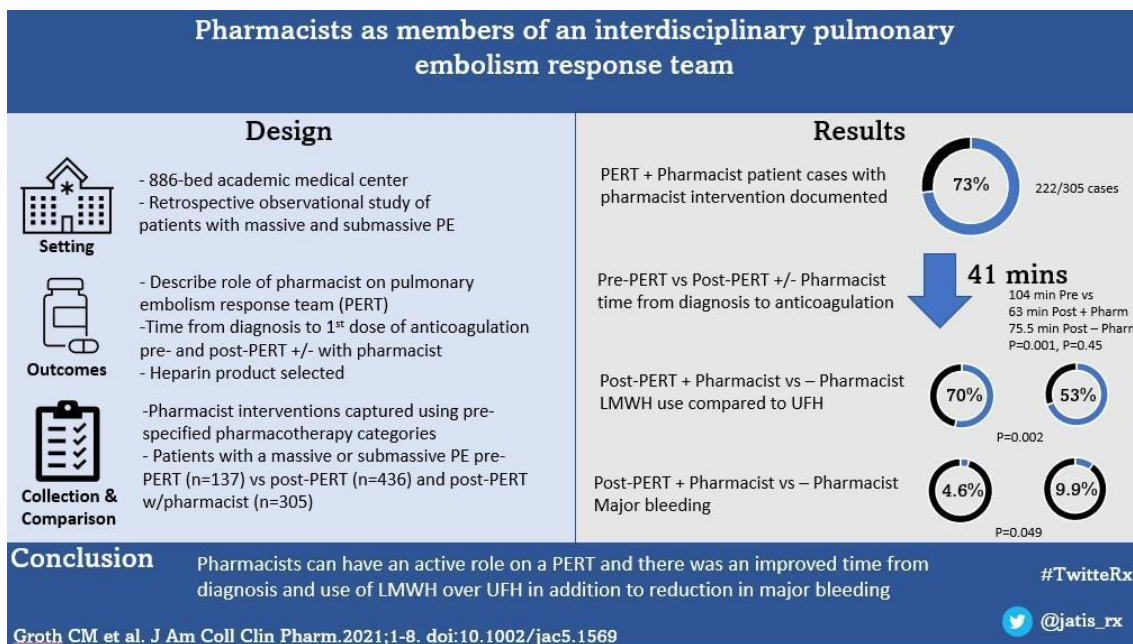 Pharmacists as members of an interdisciplinary pulmonary
embolism response team
Design
Setting
- 886-bed academic medical center
- Retrospective observational study of
patients with massive and submassive PE
Outcomes
- Describe role of pharmacist on pulmonary
embolism response team (PERT)
-Time from diagnosis to 1st dose of anticoagulation
pre- and post-PERT +/- with pharmacist
- Heparin product selected
Collection &
Comparison
-Pharmacist interventions captured using pre-
specified pharmacotherapy categories
- Patients with a massive or submassive PE pre-
PERT (n=137) vs post-PERT (n=436) and post-PERT
w/pharmacist (n=305)
Results
PERT + Pharmacist patient cases with
pharmacist intervention documented
73%
222/305 cases
Pre-PERT vs Post-PERT +/- Pharmacist
time from diagnosis to anticoagulation
41 mins
104 min Pre vs
63 min Post + Pharm
75.5 min Post – Pharm
P=0.001, P=0.45
Post-PERT + Pharmacist vs – Pharmacist
LMWH use compared to UFH
70%
53%
P=0.002
Post-PERT + Pharmacist vs – Pharmacist
Major bleeding
4.6%
9.9%
P=0.049
Conclusion
Pharmacists can have an active role on a PERT and there was an improved time from
diagnosis and use of LMWH over UFH in addition to reduction in major bleeding
#TwitteRx
@jatis_rx
Groth CM et al. J Am Coll Clin Pharm.2021;1-8. doi:10.1002/jac5.1569